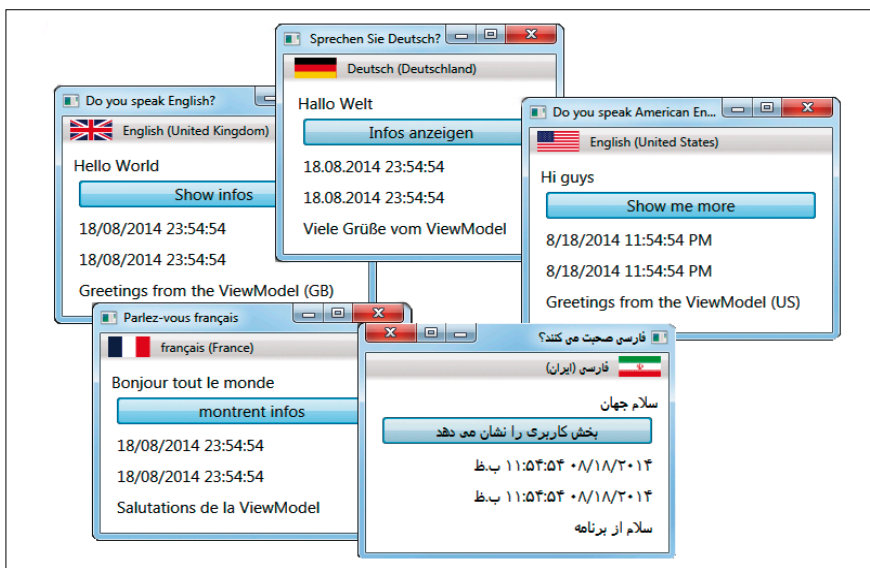 Sprechen Sie Deutsch?
Deutsch (Deutschland)
Hallo Welt
Infos anzeigen
18.08.2014 23:54:54
18.08.2014 23:54:54
Viele Grüße vom ViewModel
Do you speak English?
English (United Kingdom)
Hello World
Show infos
18/08/2014 23:54:54
18/08/2014 23:54:54
Greetings from the ViewModel (GB)
Do you speak American En...
English (United States)
Hi guys
Show me more
8/18/2014 11:54:54 PM
8/18/2014 11:54:54 PM
Greetings from the ViewModel (US)
Parlez-vous français
français (France)
Bonjour tout le monde
montrent infos
18/08/2014 23:54:54
18/08/2014 23:54:54
Salutations de la ViewModel
فارسی صحبت می کنند؟
فارسى (ایران)
سلام جهان
بخش کاربری را نشان می دهد
۰۸/۱۸/۲۰۱۴ ۱۱:۵۴:۵۴ ب.ظ
۰۸/۱۸/۲۰۱۴ ۱۱:۵۴:۵۴ ب.ظ
سلام از برنامه